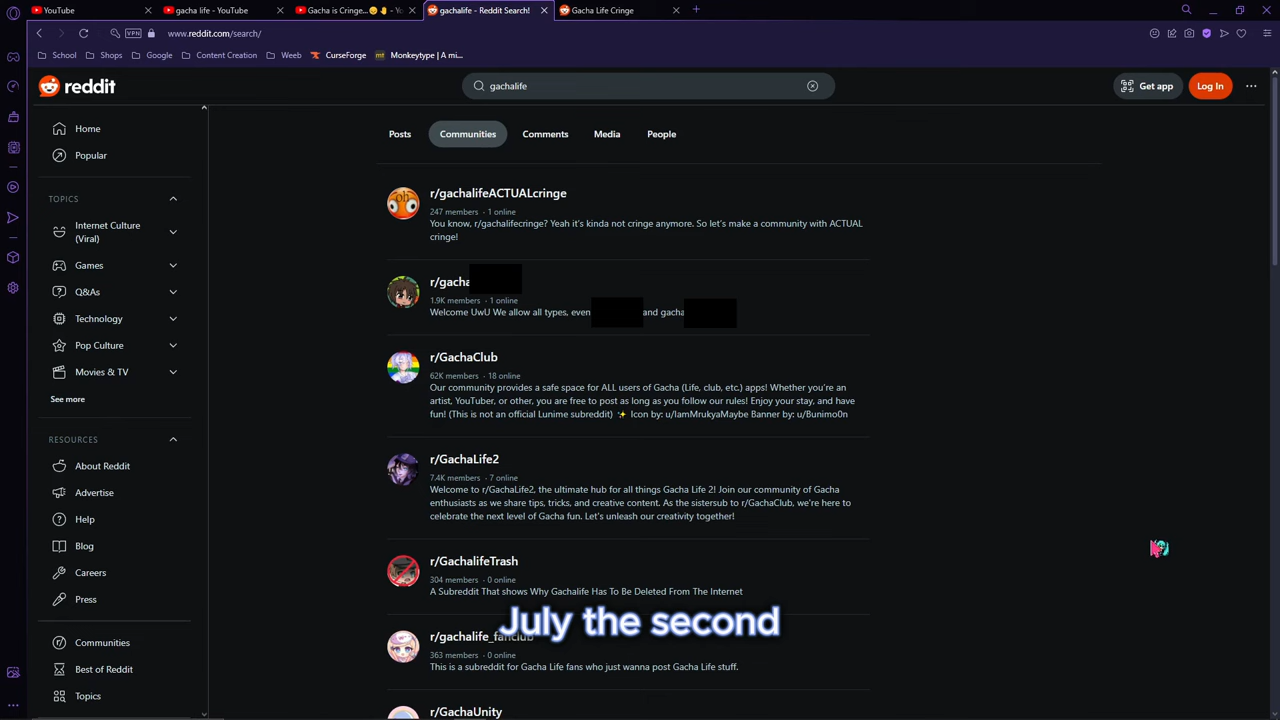 YouTube
gacha life - YouTube
Gacha is Cringe...😔🤚 - Yo
gachalife - Reddit Search!
Gacha Life Cringe
VPN
www.reddit.com/search/
School
Shops
Google
Content Creation
Weeb
CurseForge
Monkeytype | A mi...
reddit
gachalife
Get app
Log In
Home
Popular
TOPICS
Internet Culture
(Viral)
Games
Q&As
Technology
Pop Culture
Movies & TV
See more
RESOURCES
About Reddit
Advertise
Help
Blog
Careers
Press
Communities
Best of Reddit
Topics
Posts
Communities
Comments
Media
People
r/gachalifeACTUALcringe
247 members · 1 online
You know, r/gachalifecringe? Yeah it's kinda not cringe anymore. So let's make a community with ACTUAL
cringe!
r/gacha
1.9K members · 1 online
Welcome UwU We allow all types, even and gacha
r/GachaClub
62K members · 18 online
Our community provides a safe space for ALL users of Gacha (Life, club, etc.) apps! Whether you're an
artist, YouTuber, or other, you are free to post as long as you follow our rules! Enjoy your stay, and have
fun! (This is not an official Lunime subreddit) ✨ Icon by: u/IamMrukyaMaybe Banner by: u/Bunimo0n
r/GachaLife2
7.4K members · 7 online
Welcome to r/GachaLife2, the ultimate hub for all things Gacha Life 2! Join our community of Gacha
enthusiasts as we share tips, tricks, and creative content. As the sistersub to r/GachaClub, we're here to
celebrate the next level of Gacha fun. Let's unleash our creativity together!
r/GachalifeTrash
304 members · 0 online
A Subreddit That shows Why Gachalife Has To Be Deleted From The Internet
July the second
r/gachalife_fanclub
363 members · 0 online
This is a subreddit for Gacha Life fans who just wanna post Gacha Life stuff.
r/GachaUnity